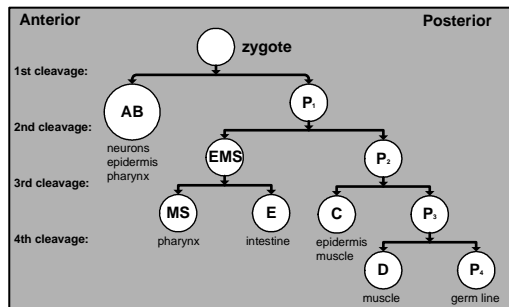 Anterior Posterior
zygote
1st cleavage:
AB P1
neurons
epidermis
pharynx
2nd cleavage:
EMS P2
3rd cleavage:
MS E C P3
pharynx intestine epidermis
muscle
4th cleavage:
D P4
muscle germ line